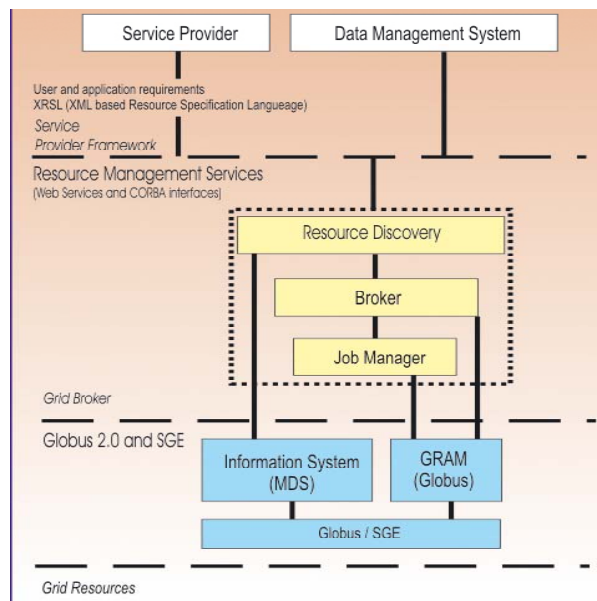 Service Provider
Data Management System
User and application requirements
XRSL (XML based Resource Specification Langueage)
Service
Provider Framework
Resource Management Services
(Web Services and CORBA interfaces)
Resource Discovery
Broker
Job Manager
Grid Broker
Globus 2.0 and SGE
Information System
(MDS)
GRAM
(Globus)
Globus / SGE
Grid Resources